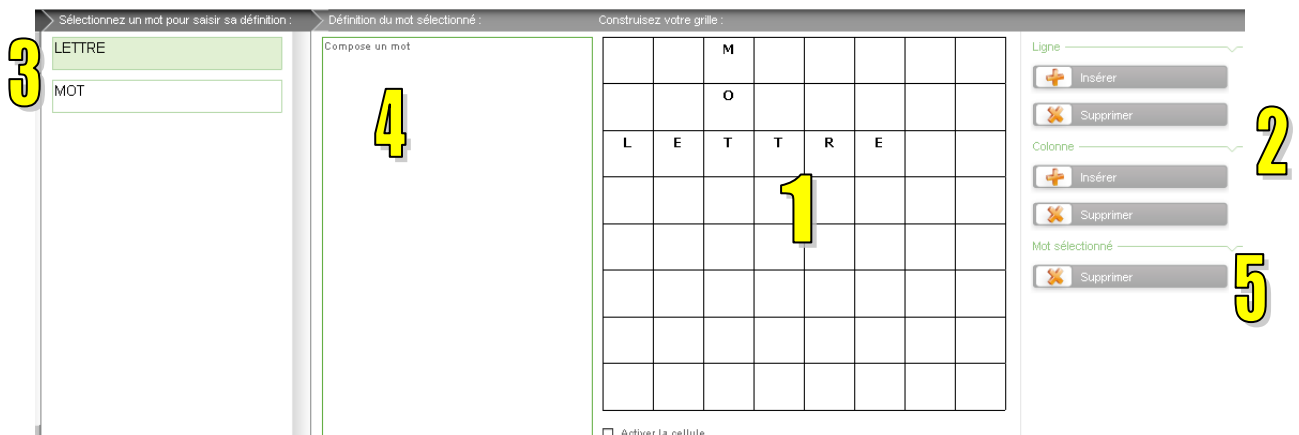 Sélectionnez un mot pour saisir sa définition :
Définition du mot sélectionné :
Construisez votre grille :
3
LETTRE
MOT
Compose un mot
4
M
O
L E T T R E
1
Ligne
Insérer
Supprimer
2
Colonne
Insérer
Supprimer
Mot sélectionné
Supprimer
5
Activer la cellule